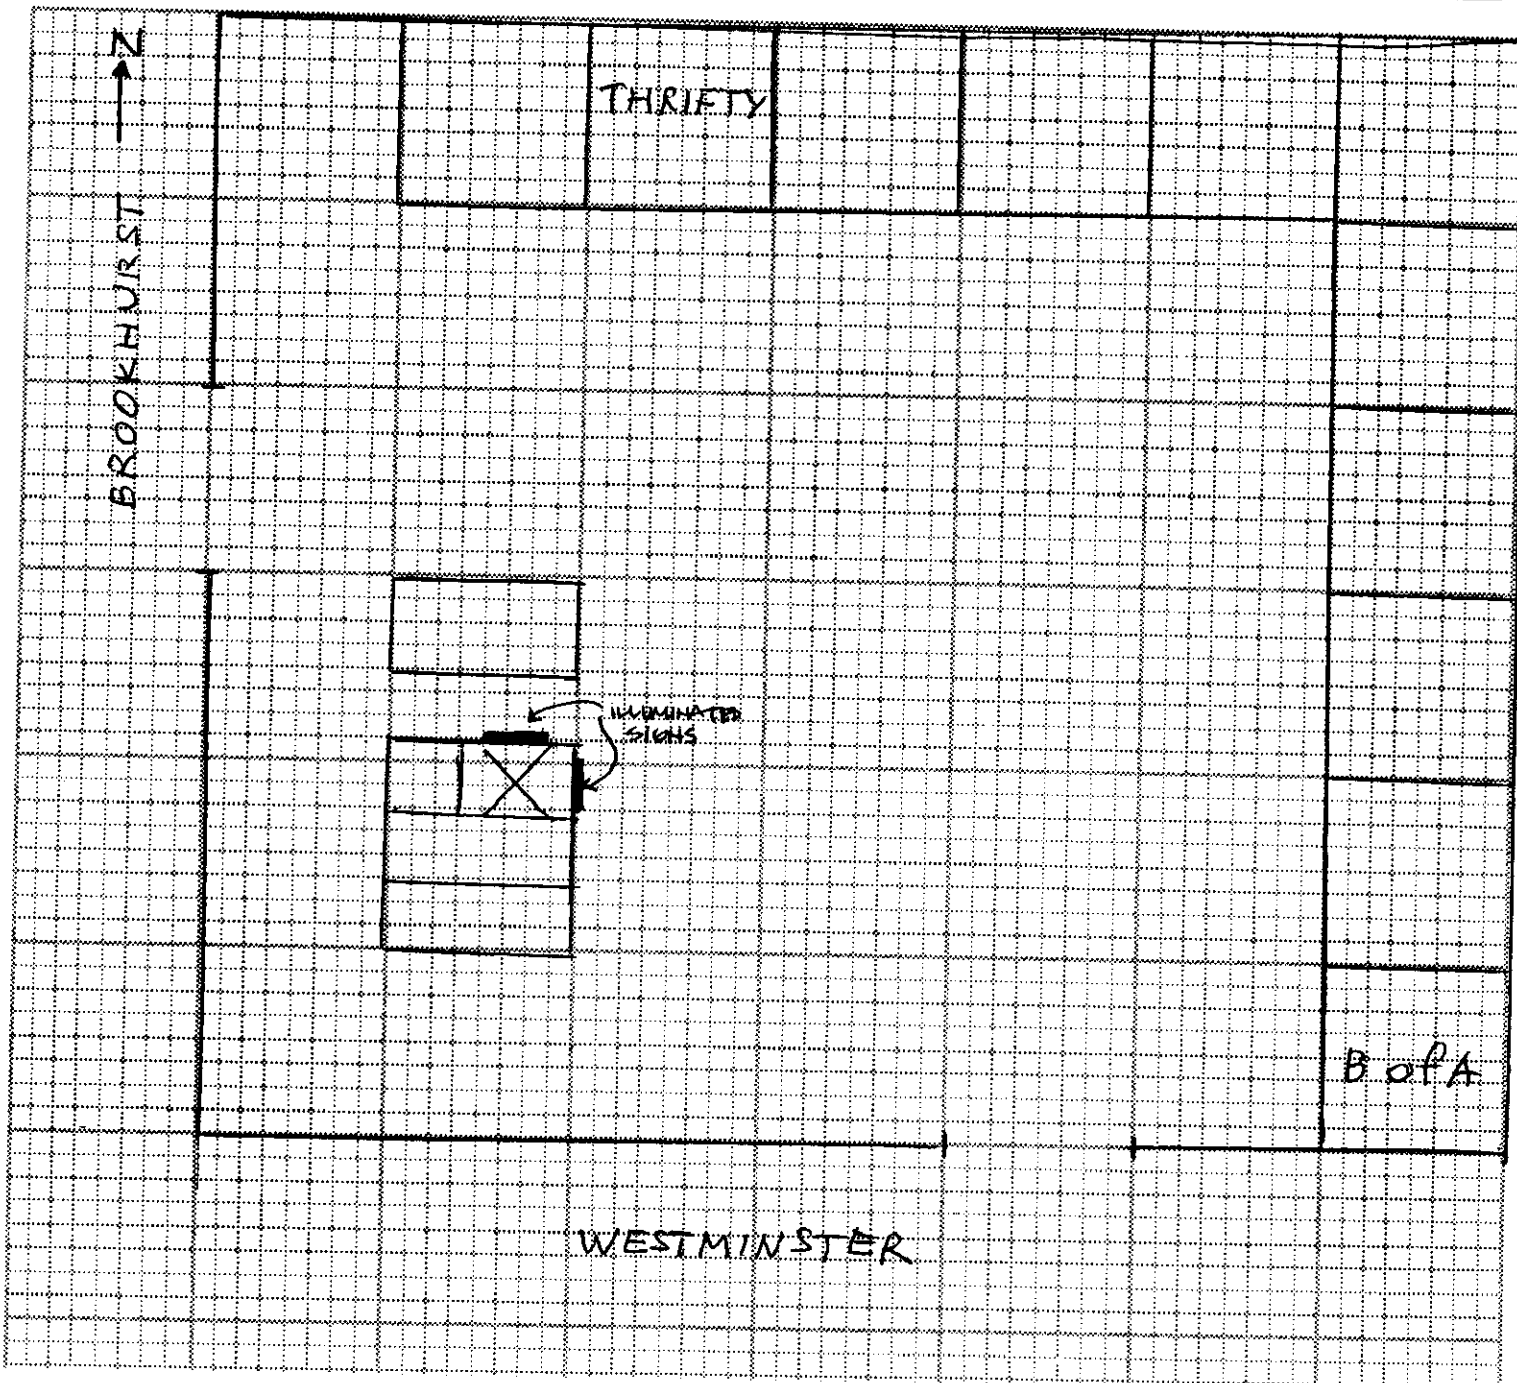 N
BROOKHURST
THRIFTY
ILLUMINATED
SIGNS
B of A
WESTMINSTER